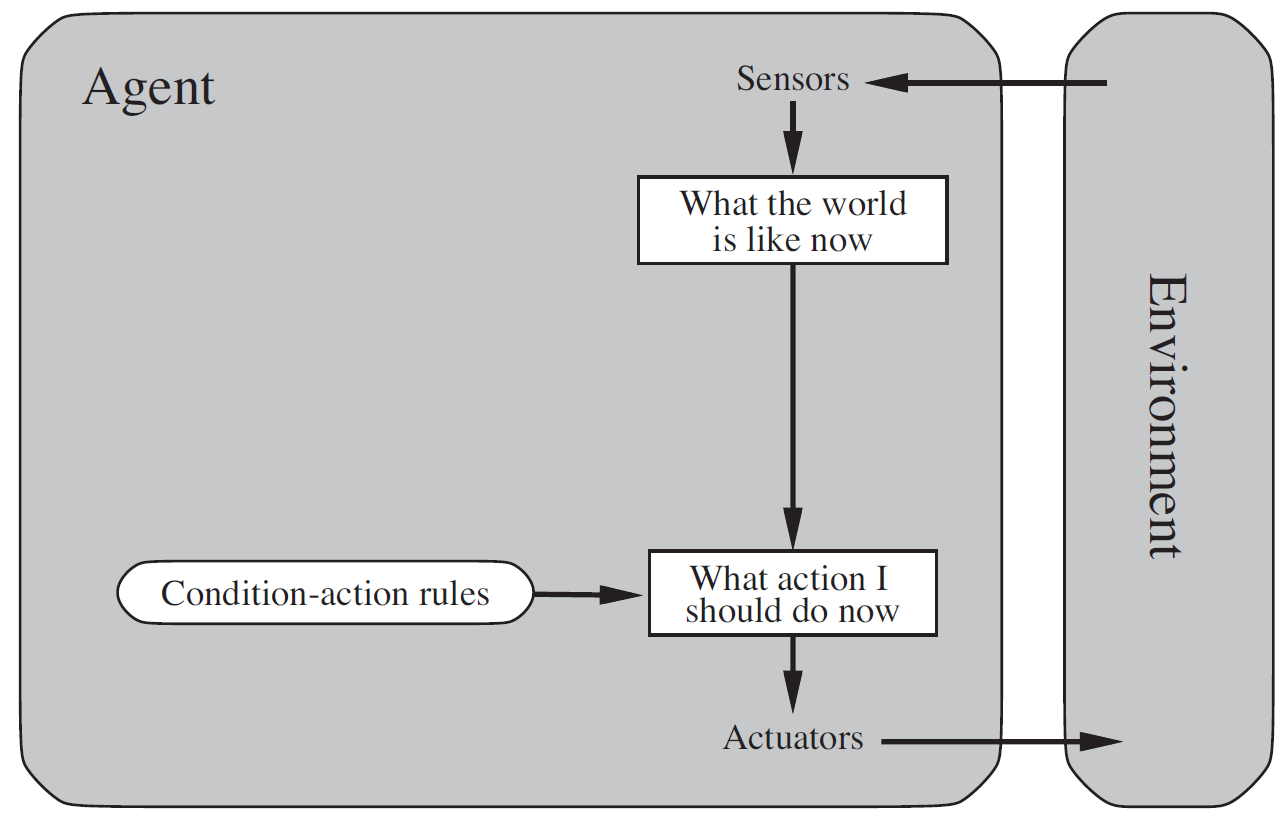 Agent
Sensors
What the world
is like now
Environment
Condition-action rules
What action I
should do now
Actuators